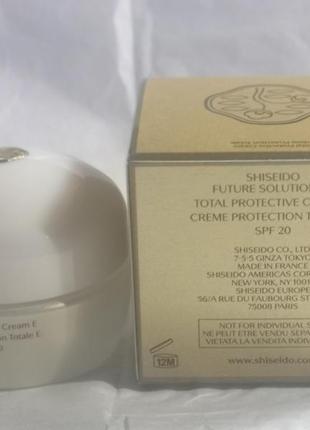 Cream E
on Totale E
SHISEIDO
FUTURE SOLUTION
TOTAL PROTECTIVE C
CREME PROTECTION T
SPF 20
SHISEIDO CO., LTD
7-5-5 GINZA TOKYO
MADE IN FRANCE
SHISEIDO AMERICAS COR
NEW YORK, NY 1001
SHISEIDO EUROPE
56/A RUE DU FAUBOURG ST
75008 PARIS
NOT FOR INDIVIDUAL S
NE PEUT ETRE VENDU SEPA
VIETATA LA VENDITA INDIV
12M
www.shiseido.co